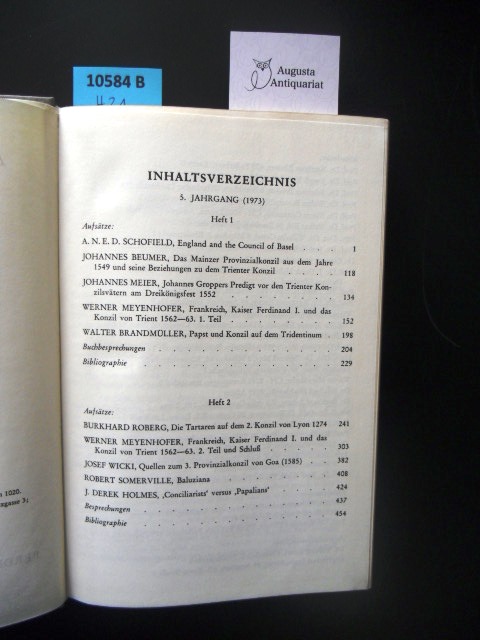 10584 B
H21
Augusta
Antiquariat
INHALTSVERZEICHNIS
5. JAHRGANG (1973)
Heft 1
Aufsätze:
A. N. E. D. SCHOFIELD, England and the Council of Basel . . . . 1
JOHANNES BEUMER, Das Mainzer Provinzialkonzil aus dem Jahre
1549 und seine Beziehungen zu dem Trienter Konzil . . . . . 118
JOHANNES MEIER, Johannes Groppers Predigt vor den Trienter Kon-
zilsvätern am Dreikönigsfest 1552 . . . . . . . . 134
WERNER MEYENHOFER, Frankreich, Kaiser Ferdinand I. und das
Konzil von Trient 1562—63. 1. Teil . . . . . . . . 152
WALTER BRANDMÜLLER, Papst und Konzil auf dem Tridentinum . 198
Buchbesprechungen . . . . . . . . . . . . 204
Bibliographie . . . . . . . . . . . . . 229
Heft 2
Aufsätze:
BURKHARD ROBERG, Die Tartaren auf dem 2. Konzil von Lyon 1274 241
WERNER MEYENHOFER, Frankreich, Kaiser Ferdinand I. und das
Konzil von Trient 1562—63. 2. Teil und Schluß . . . . . . 303
JOSEF WICKI, Quellen zum 3. Provinzialkonzil von Goa (1585) . . . 382
ROBERT SOMERVILLE, Baluziana . . . . . . . . . 408
J. DEREK HOLMES, ‚Conciliarists' versus ‚Papalians' . . . . . 424
Besprechungen . . . . . . . . . . . . . 437
Bibliographie . . . . . . . . . . . . . 454
1020.
gasse 3;